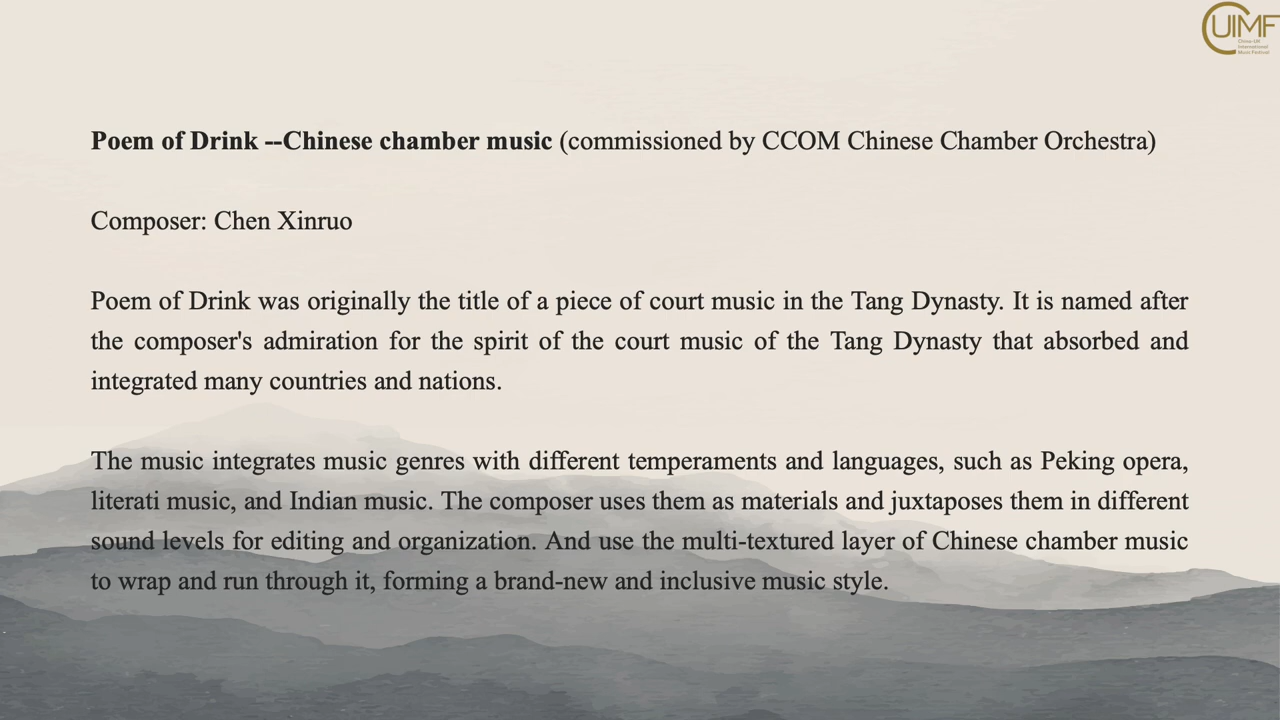 UIMF
China-UK
International
Music Festival
Poem of Drink --Chinese chamber music (commissioned by CCOM Chinese Chamber Orchestra)
Composer: Chen Xinruo
Poem of Drink was originally the title of a piece of court music in the Tang Dynasty. It is named after
the composer's admiration for the spirit of the court music of the Tang Dynasty that absorbed and
integrated many countries and nations.
The music integrates music genres with different temperaments and languages, such as Peking opera,
literati music, and Indian music. The composer uses them as materials and juxtaposes them in different
sound levels for editing and organization. And use the multi-textured layer of Chinese chamber music
to wrap and run through it, forming a brand-new and inclusive music style.